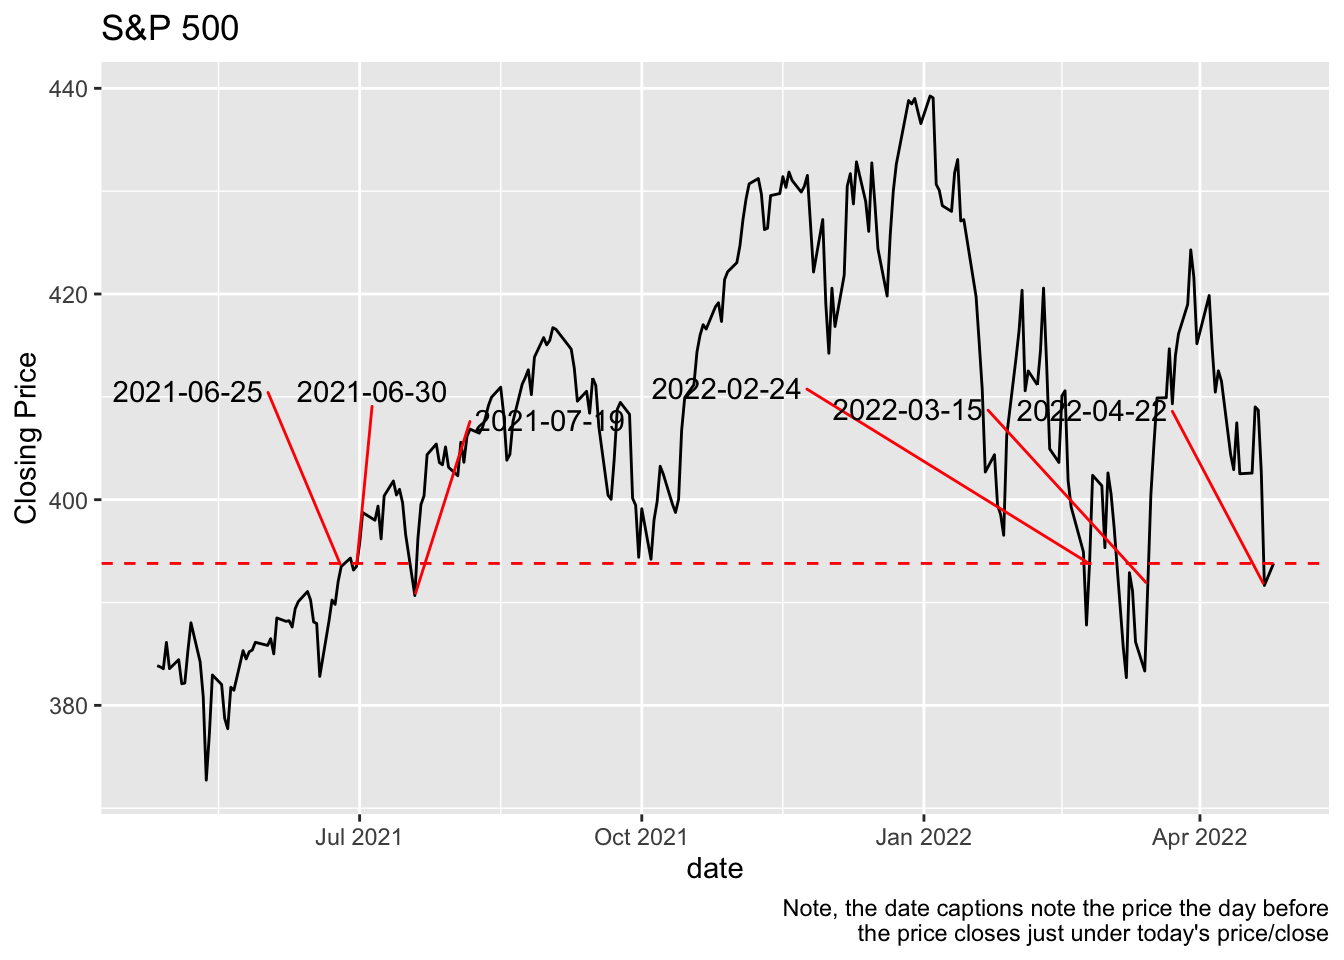 S&P 500
Closing Price
440
420
400
380
2021-06-25
2021-06-30
2021-07-19
2022-02-24
2022-03-15
2022-04-22
Jul 2021
Oct 2021
Jan 2022
Apr 2022
date
Note, the date captions note the price the day before
the price closes just under today's price/close